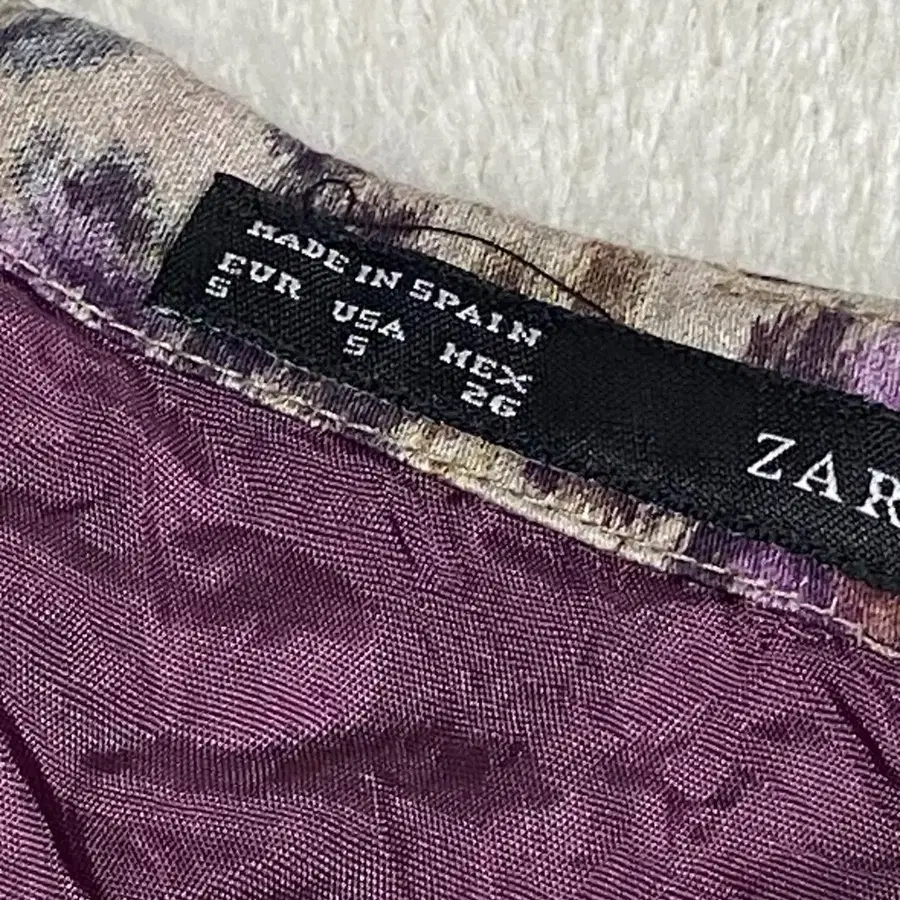 MADE IN SPAIN
EUR USA MEX
S S 26
ZAR